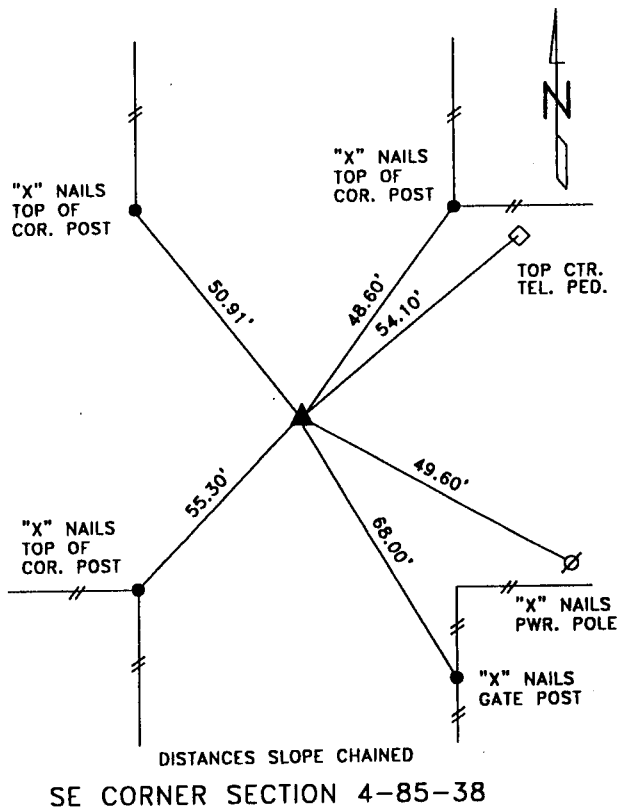 N
"X" NAILS
TOP OF
COR. POST
"X" NAILS
TOP OF
COR. POST
TOP CTR.
TEL. PED.
50.91'
48.60'
54.10'
55.30'
49.60'
68.00'
"X" NAILS
TOP OF
COR. POST
"X" NAILS
PWR. POLE
"X" NAILS
GATE POST
DISTANCES SLOPE CHAINED
SE CORNER SECTION 4-85-38